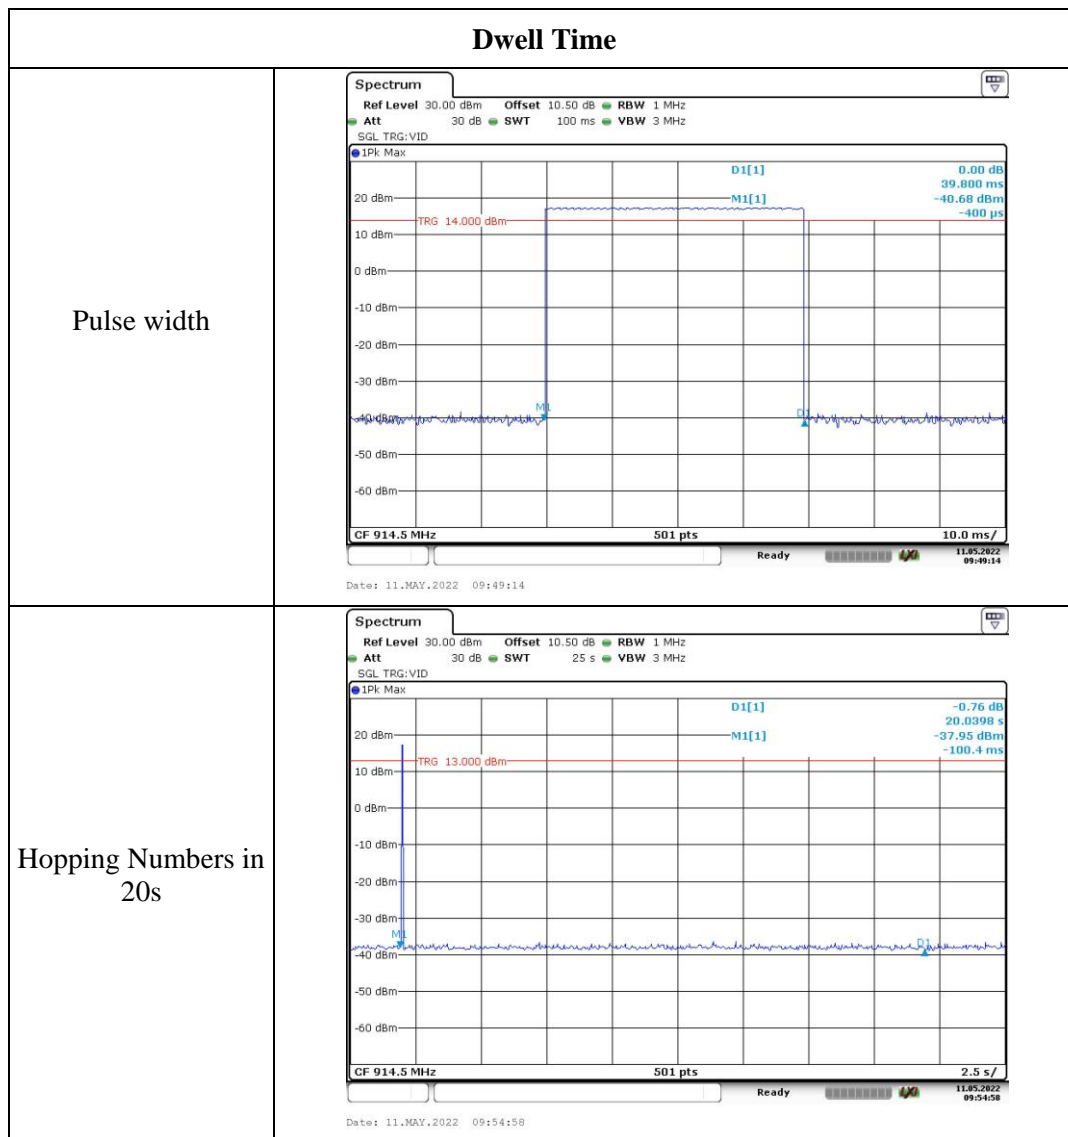 Dwell Time
Pulse width
Spectrum
Ref Level 30.00 dBm Offset 10.50 dB RBW 1 MHz
Att 30 dB SWT 100 ms VBW 3 MHz
SGL TRG:VID
1Pk Max
D1[1] 0.00 dB
39.800 ms
20 dBm M1[1] -40.68 dBm
-400 µs
TRG 14.000 dBm
10 dBm
0 dBm
-10 dBm
-20 dBm
-30 dBm
M1
D1
-40 dBm
-50 dBm
-60 dBm
CF 914.5 MHz 501 pts 10.0 ms/
Ready 11.05.2022
09:49:14
Date: 11.MAY.2022 09:49:14
Hopping Numbers in
20s
Spectrum
Ref Level 30.00 dBm Offset 10.50 dB RBW 1 MHz
Att 30 dB SWT 25 s VBW 3 MHz
SGL TRG:VID
1Pk Max
D1[1] -0.76 dB
20.0398 s
20 dBm M1[1] -37.95 dBm
-100.4 ms
TRG 13.000 dBm
10 dBm
0 dBm
-10 dBm
-20 dBm
-30 dBm
M1
D1
-40 dBm
-50 dBm
-60 dBm
CF 914.5 MHz 501 pts 2.5 s/
Ready 11.05.2022
09:54:58
Date: 11.MAY.2022 09:54:58